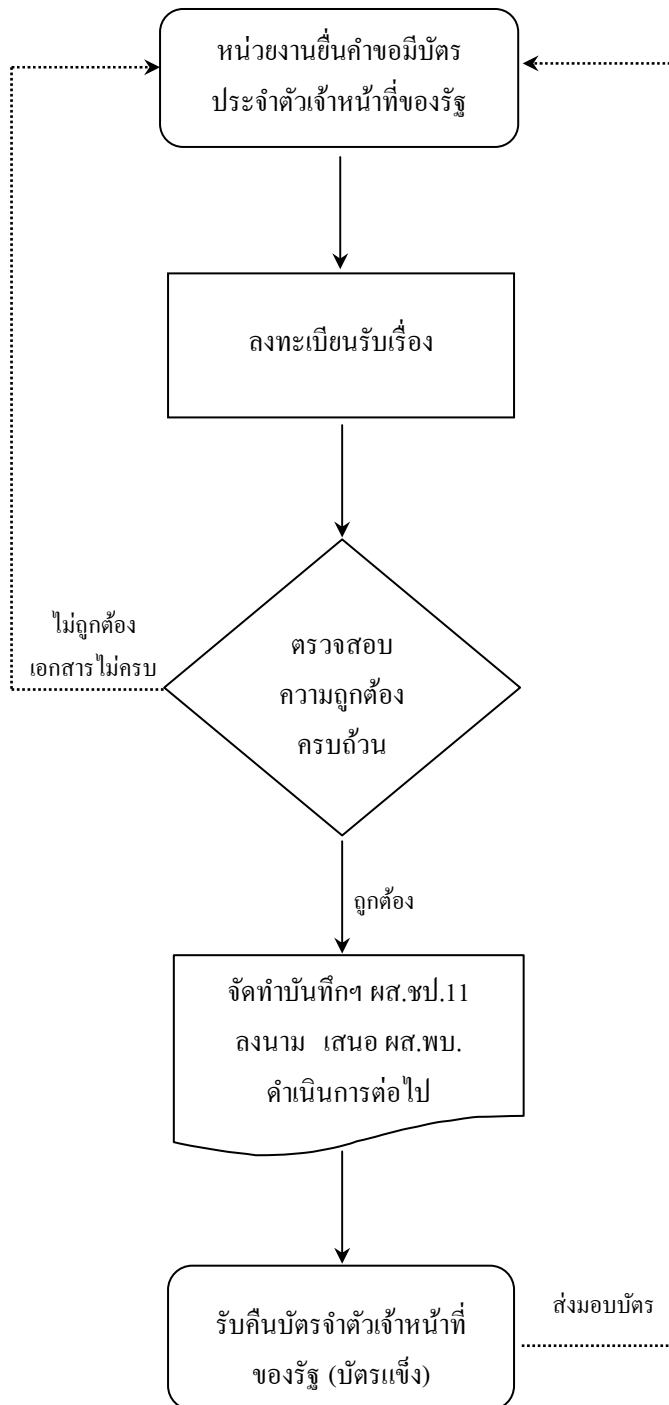 หน่วยงานยื่นคำขอมีบัตร
ประจำตัวเจ้าหน้าที่ของรัฐ
ลงทะเบียนรับเรื่อง
ไม่ถูกต้อง
เอกสารไม่ครบ
ตรวจสอบ
ความถูกต้อง
ครบถ้วน
ถูกต้อง
จัดทำบันทึกฯ ผส.ชป.11
ลงนาม เสนอ ผส.พบ.
ดำเนินการต่อไป
รับคืนบัตรจำตัวเจ้าหน้าที่
ของรัฐ (บัตรแข็ง)
ส่งมอบบัตร